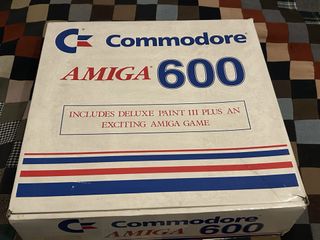 Commodore
AMIGA 600
INCLUDES DELUXE PAINT III PLUS AN
EXCITING AMIGA GAME
Commodore
AMIGA 600